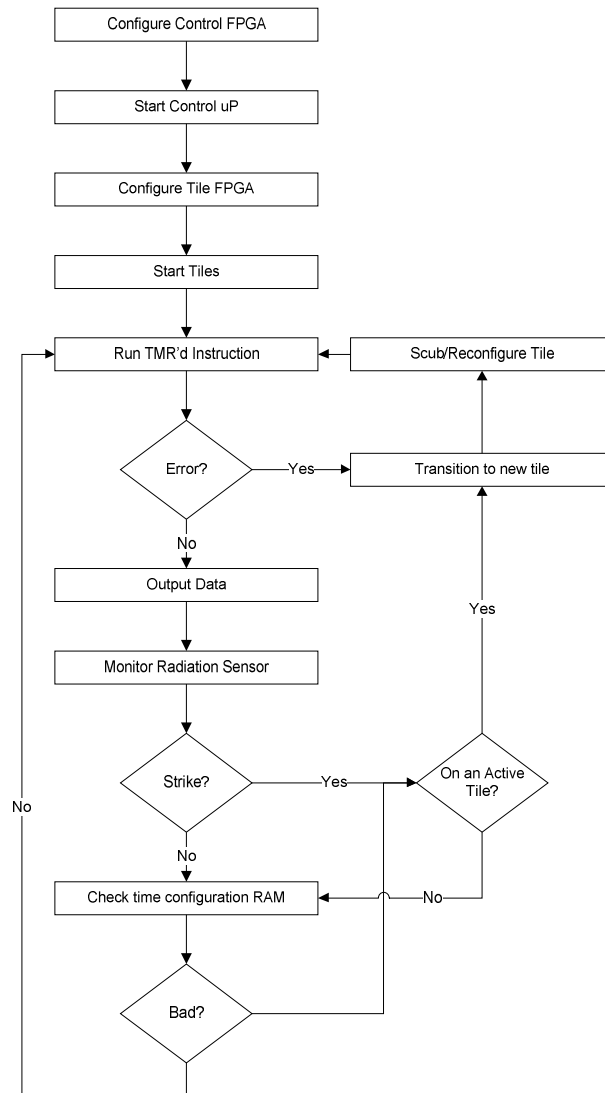 Configure Control FPGA
Start Control uP
Configure Tile FPGA
Start Tiles
Run TMR'd Instruction
Scub/Reconfigure Tile
Error?
Yes
Transition to new tile
No
Output Data
Yes
Monitor Radiation Sensor
Strike?
Yes
On an Active
Tile?
No
No
Check time configuration RAM
No
Bad?